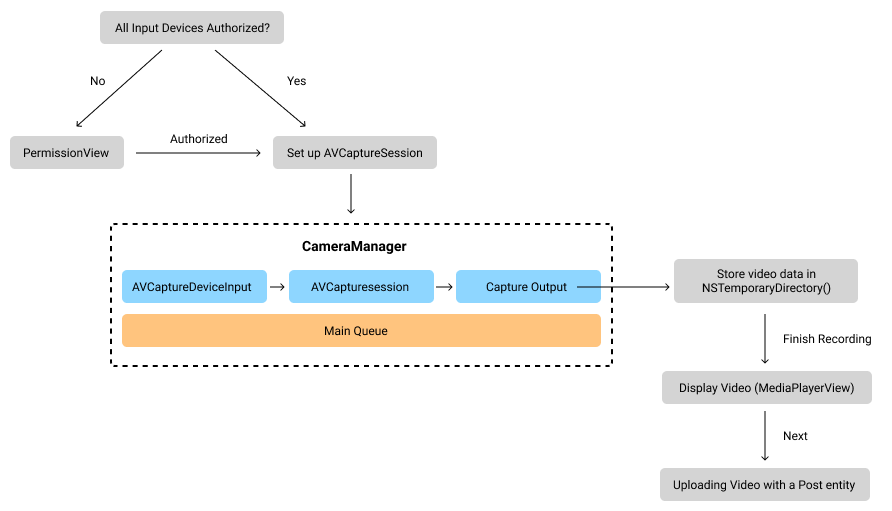 All Input Devices Authorized?
No
Yes
PermissionView
Authorized
Set up AVCaptureSession
CameraManager
AVCaptureDeviceInput
AVCapturesession
Capture Output
Main Queue
Store video data in
NSTemporaryDirectory()
Finish Recording
Display Video (MediaPlayerView)
Next
Uploading Video with a Post entity